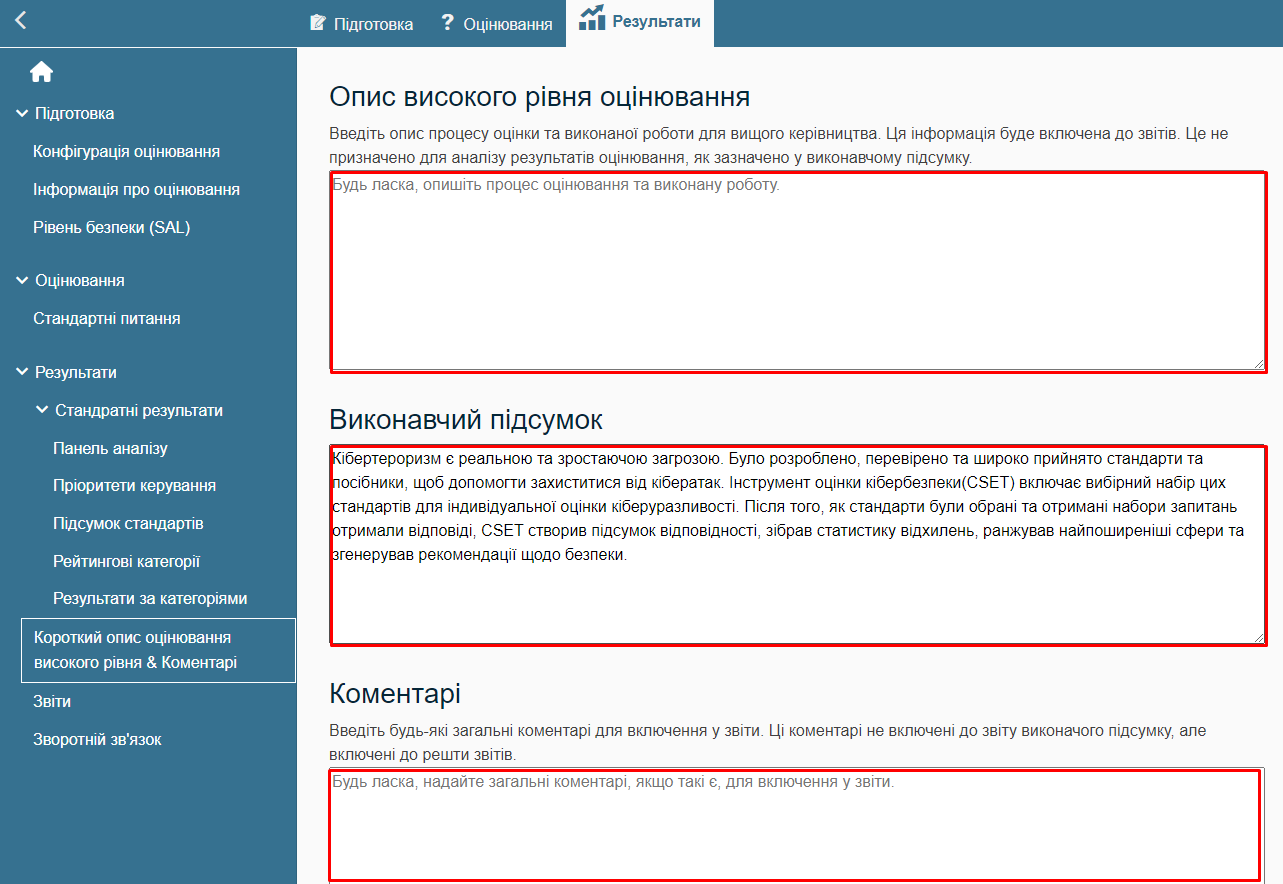 Підготовка
Оцінювання
Результати
Підготовка
Конфігурація оцінювання
Інформація про оцінювання
Рівень безпеки (SAL)
Оцінювання
Стандартні питання
Результати
Стандратні результати
Панель аналізу
Пріоритети керування
Підсумок стандартів
Рейтингові категорії
Результати за категоріями
Короткий опис оцінювання
високого рівня & Коментарі
Звіти
Зворотній зв'язок
Опис високого рівня оцінювання
Введіть опис процесу оцінки та виконаної роботи для вищого керівництва. Ця інформація буде включена до звітів. Це не
призначено для аналізу результатів оцінювання, як зазначено у виконавчому підсумку.
Будь ласка, опишіть процес оцінювання та виконану роботу.
Виконавчий підсумок
Кібертероризм є реальною та зростаючою загрозою. Було розроблено, перевірено та широко прийнято стандарти та
посібники, щоб допомогти захиститися від кібератак. Інструмент оцінки кібербезпеки(CSET) включає вибірний набір цих
стандартів для індивідуальної оцінки кіберуразливості. Після того, як стандарти були обрані та отримані набори запитань
отримали відповіді, CSET створив підсумок відповідності, зібрав статистику відхилень, ранжував найпоширеніші сфери та
згенерував рекомендації щодо безпеки.
Коментарі
Введіть будь-які загальні коментарі для включення у звіти. Ці коментарі не включені до звіту виконачого підсумку, але
включені до решти звітів.
Будь ласка, надайте загальні коментарі, якщо такі є, для включення у звіти.